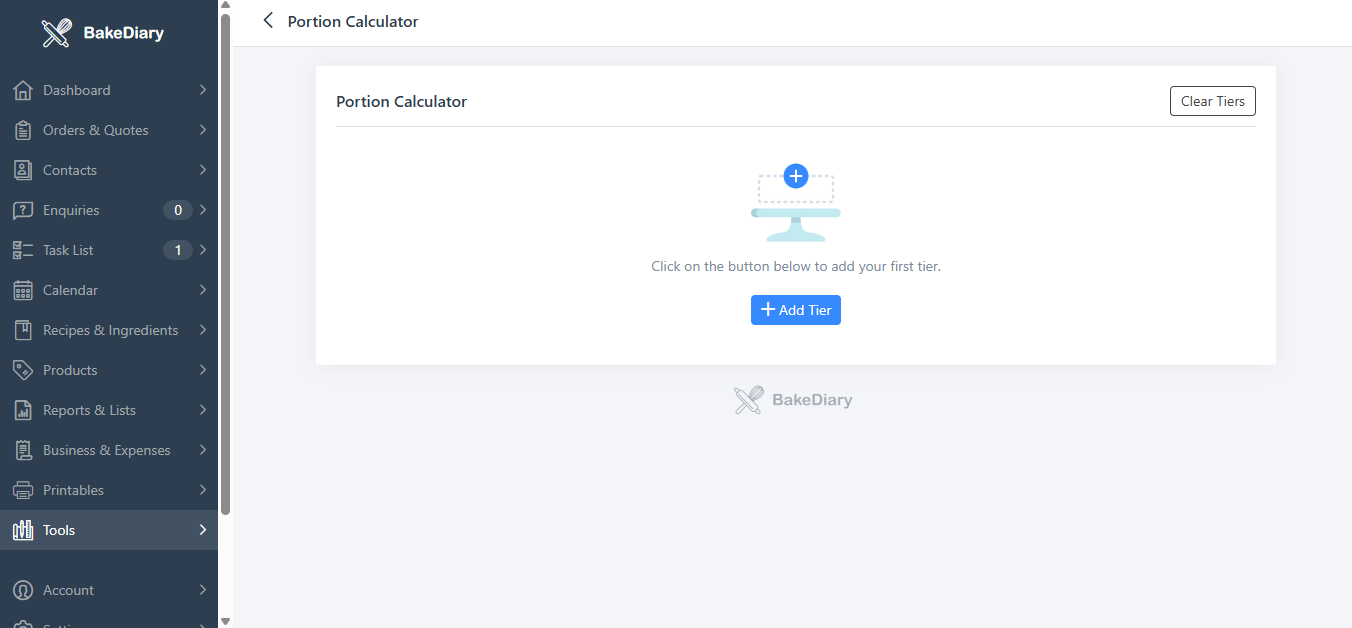 BakeDiary
Portion Calculator
Dashboard
Orders & Quotes
Contacts
Enquiries 0
Task List 1
Calendar
Recipes & Ingredients
Products
Reports & Lists
Business & Expenses
Printables
Tools
Account
Portion Calculator
Clear Tiers
Click on the button below to add your first tier.
Add Tier
BakeDiary